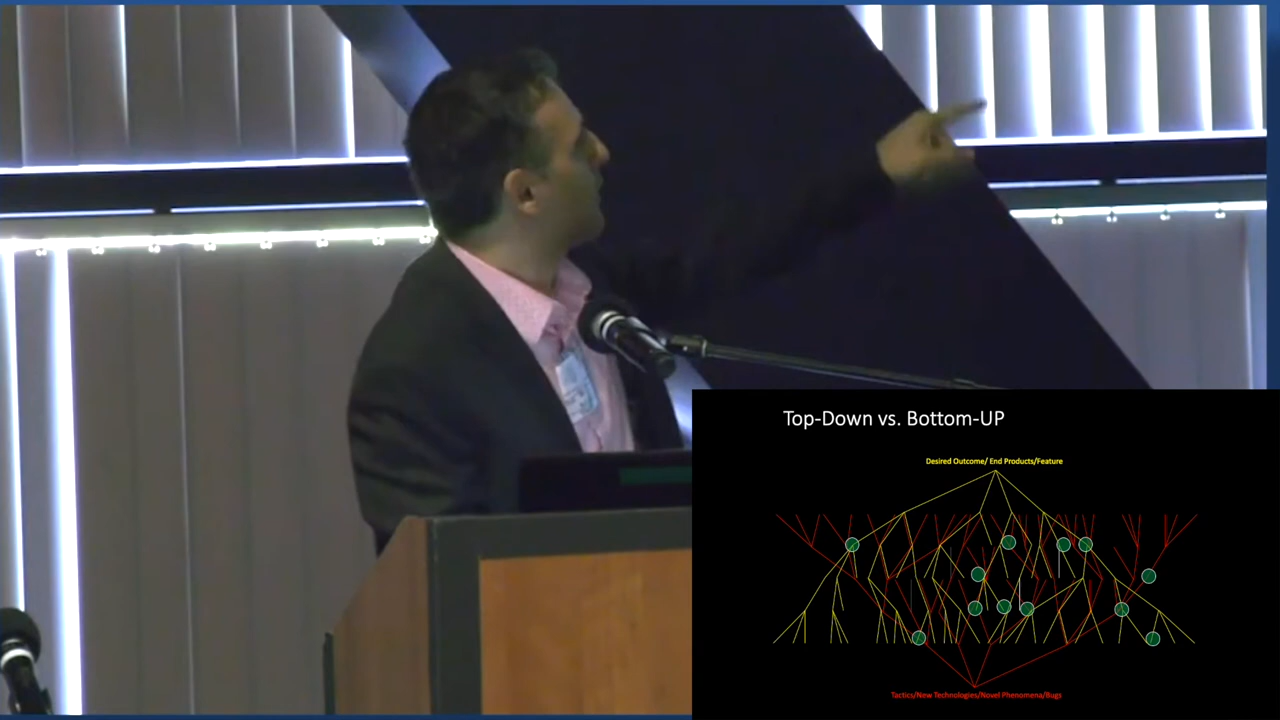 Top-Down vs. Bottom-UP
Desired Outcome/ End Products/Feature
Tactics/New Technologies/Novel Phenomena/Bugs